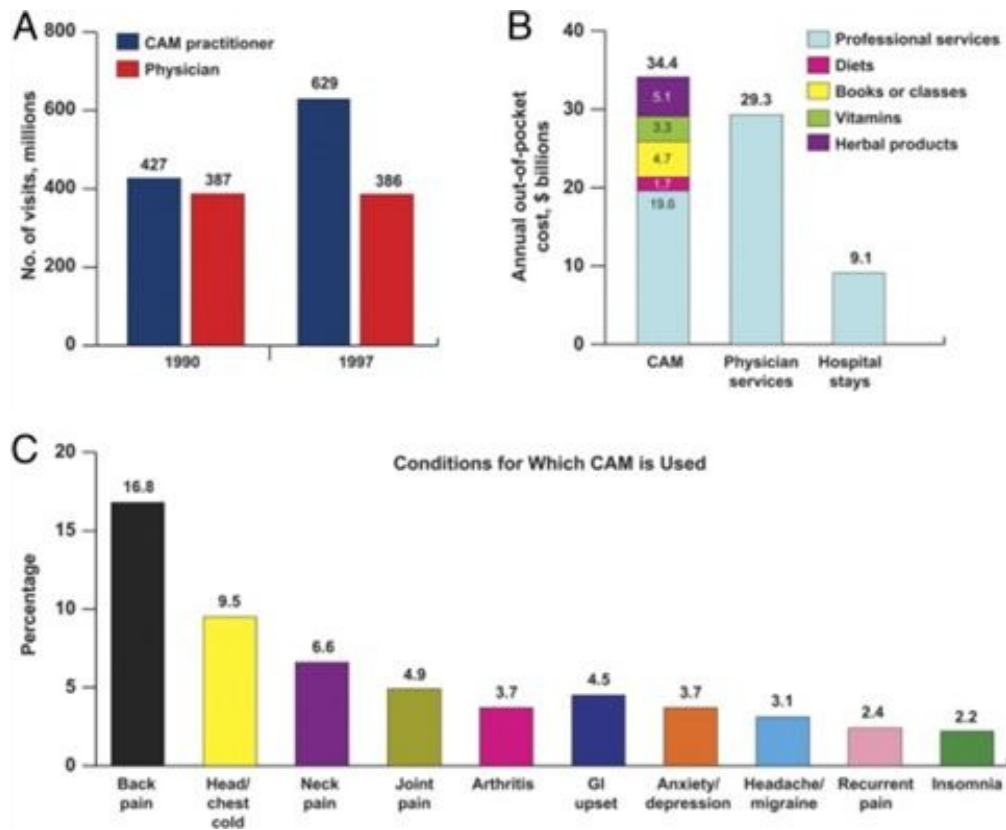 A
800
600
400
200
0
No. of visits, millions
CAM practitioner
Physician
427
387
629
386
1990
1997
B
40
30
20
10
0
Annual out-of-pocket
cost, $ billions
Professional services
Diets
Books or classes
Vitamins
Herbal products
34.4
5.1
3.3
4.7
1.7
19.6
29.3
9.1
CAM
Physician
services
Hospital
stays
C
Conditions for Which CAM is Used
20
15
10
5
0
Percentage
16.8
9.5
6.6
4.9
3.7
4.5
3.7
3.1
2.4
2.2
Back
pain
Head/
chest
cold
Neck
pain
Joint
pain
Arthritis
GI
upset
Anxiety/
depression
Headache/
migraine
Recurrent
pain
Insomnia